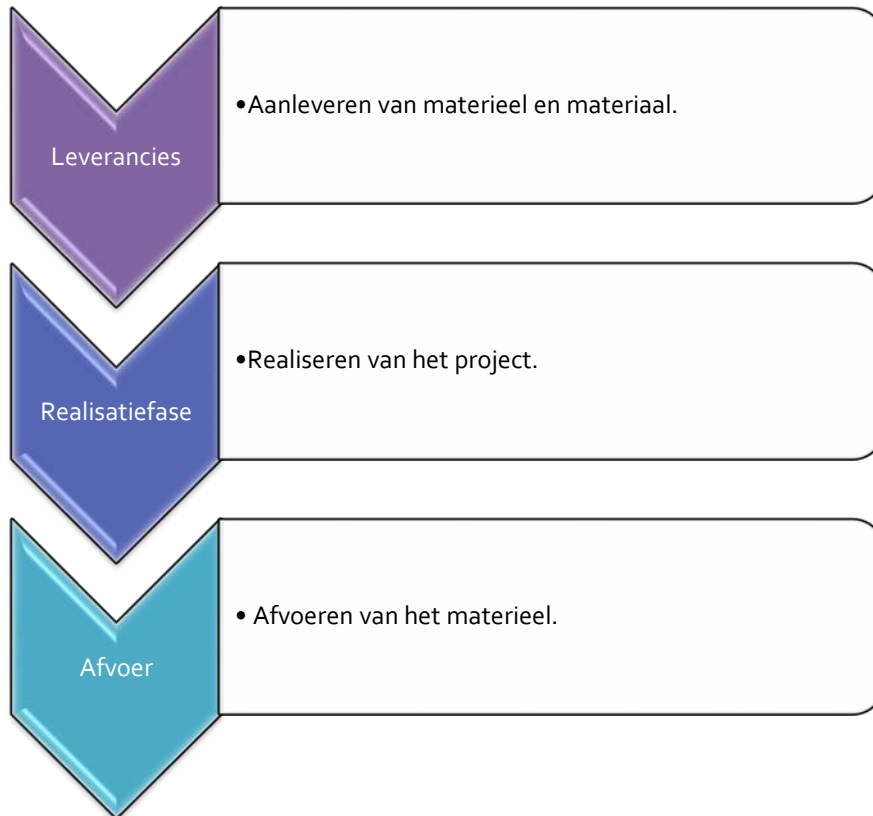 Leverancies
•Aanleveren van materieel en materiaal.
Realisatiefase
•Realiseren van het project.
Afvoer
• Afvoeren van het materieel.